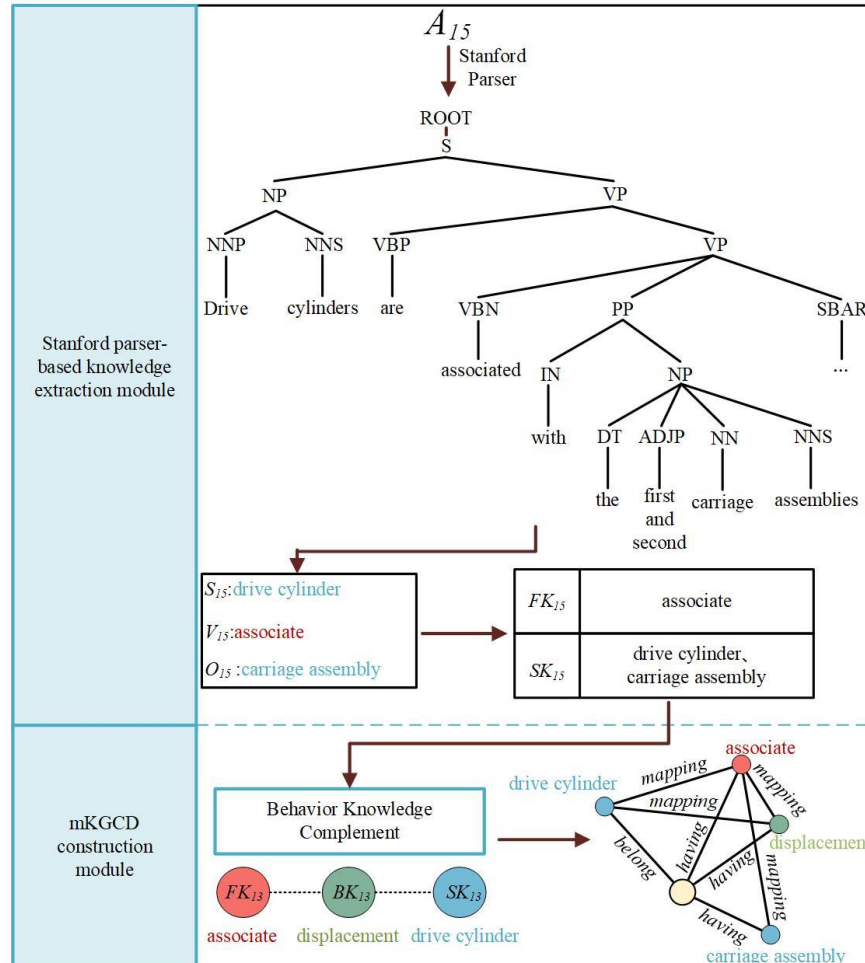 A15
Stanford
Parser
ROOT
S
NP VP
NNP NNS VBP VP
Drive cylinders are VBN PP SBAR
associated IN NP ...
with DT ADJP NN NNS
the first carriage assemblies
and
second
Stanford parser-
based knowledge
extraction module
S15:drive cylinder
V15:associate
O15 :carriage assembly
FK15 associate
SK15 drive cylinder、
carriage assembly
mKGCD
construction
module
Behavior Knowledge
Complement
FK13 BK13 SK13
associate displacement drive cylinder
associate
drive cylinder
mapping
mapping
mapping
displacement
belong
having
having
mapping
having
carriage assembly